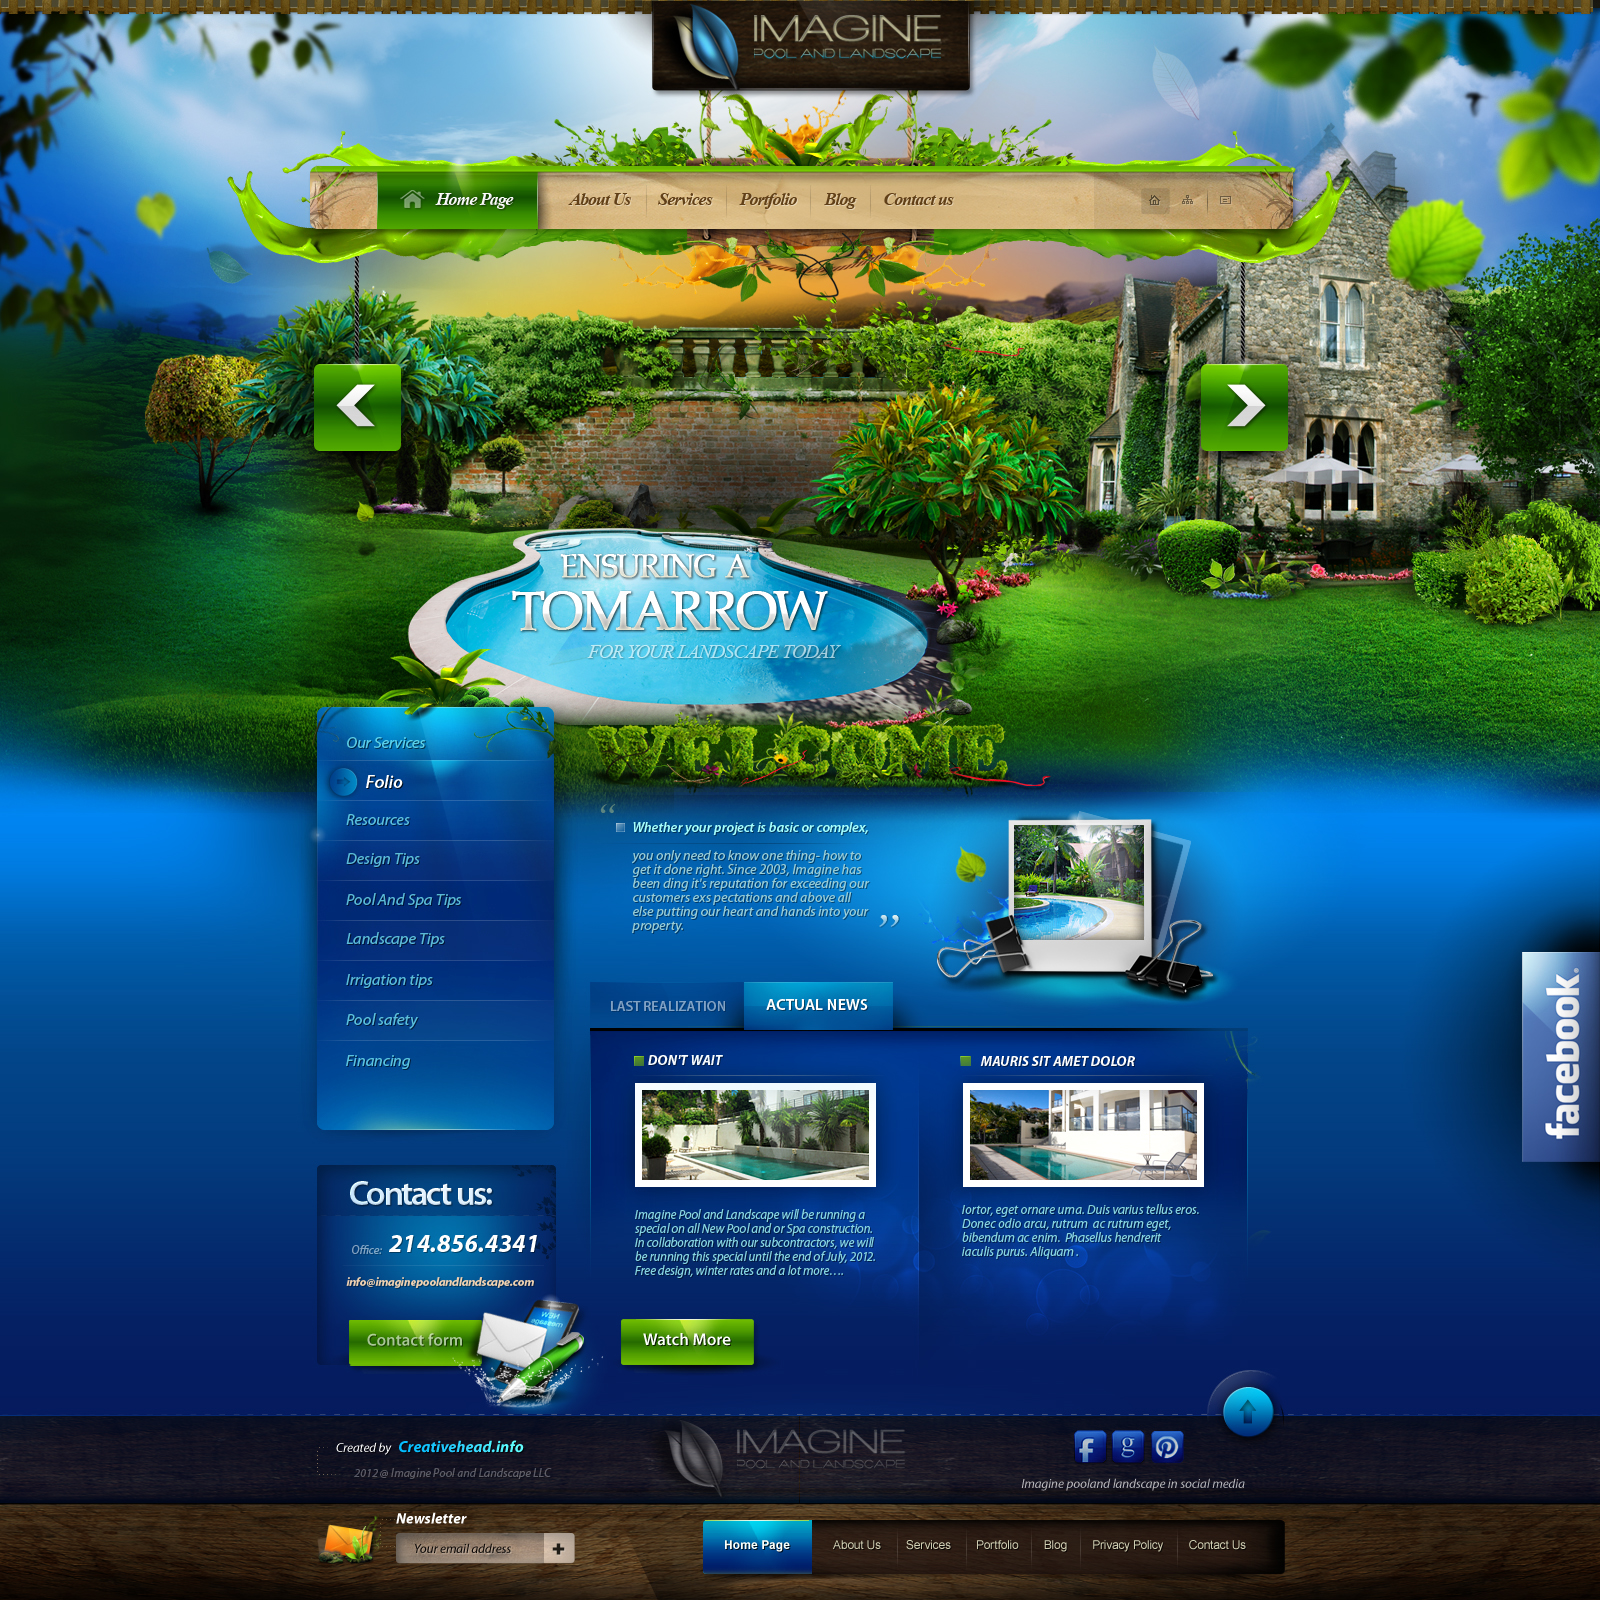 IMAGINE
POOL AND LANDSCAPE
Home Page
About Us
Services
Portfolio
Blog
Contact us
ENSURING A
TOMARROW
FOR YOUR LANDSCAPE TODAY
WELCOME
Our Services
Folio
Resources
Design Tips
Pool And Spa Tips
Landscape Tips
Irrigation tips
Pool safety
Financing
“
Whether your project is basic or complex,
you only need to know one thing- how to
get it done right. Since 2003, Imagine has
been ding it's reputation for exceeding our
customers exs pectations and above all
else putting our heart and hands into your
property.
”
LAST REALIZATION
ACTUAL NEWS
DON'T WAIT
Imagine Pool and Landscape will be running a
special on all New Pool and or Spa construction.
In collaboration with our subcontractors, we will
be running this special until the end of July, 2012.
Free design, winter rates and a lot more....
Watch More
MAURIS SIT AMET DOLOR
Iortor, eget ornare uma. Duis varius tellus eros.
Donec odio arcu, rutrum ac rutrum eget,
bibendum ac enim. Phasellus hendrerit
iaculis purus. Aliquam .
facebook
Contact us:
Office: 214.856.4341
info@imaginepoolandlandscape.com
Contact form
Created by Creativehead.info
2012 @ Imagine Pool and Landscape LLC
IMAGINE
POOL AND LANDSCAPE
f
g
Imagine pooland landscape in social media
Newsletter
Your email address
+
Home Page
About Us
Services
Portfolio
Blog
Privacy Policy
Contact Us